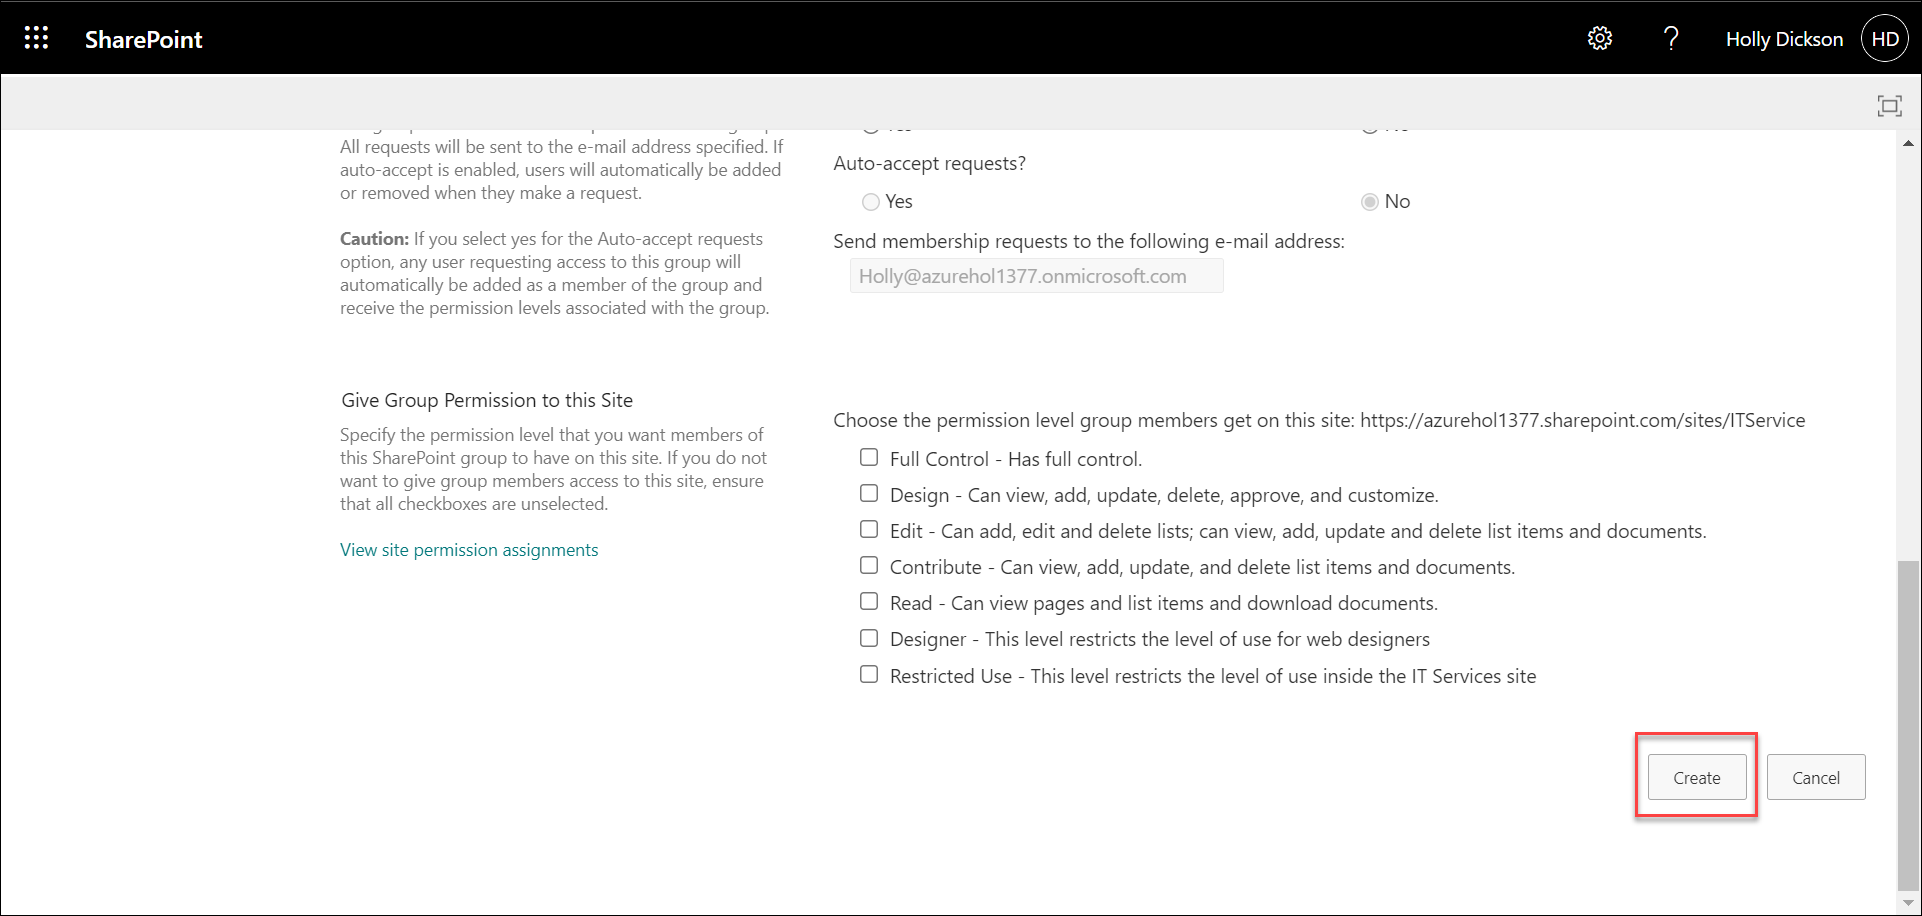 SharePoint
Holly Dickson
HD
All requests will be sent to the e-mail address specified. If
auto-accept is enabled, users will automatically be added
or removed when they make a request.
Caution: If you select yes for the Auto-accept requests
option, any user requesting access to this group will
automatically be added as a member of the group and
receive the permission levels associated with the group.
Auto-accept requests?
Yes
No
Send membership requests to the following e-mail address:
Holly@azurehol1377.onmicrosoft.com
Give Group Permission to this Site
Specify the permission level that you want members of
this SharePoint group to have on this site. If you do not
want to give group members access to this site, ensure
that all checkboxes are unselected.
View site permission assignments
Choose the permission level group members get on this site: https://azurehol1377.sharepoint.com/sites/ITService
Full Control - Has full control.
Design - Can view, add, update, delete, approve, and customize.
Edit - Can add, edit and delete lists; can view, add, update and delete list items and documents.
Contribute - Can view, add, update, and delete list items and documents.
Read - Can view pages and list items and download documents.
Designer - This level restricts the level of use for web designers
Restricted Use - This level restricts the level of use inside the IT Services site
Create
Cancel